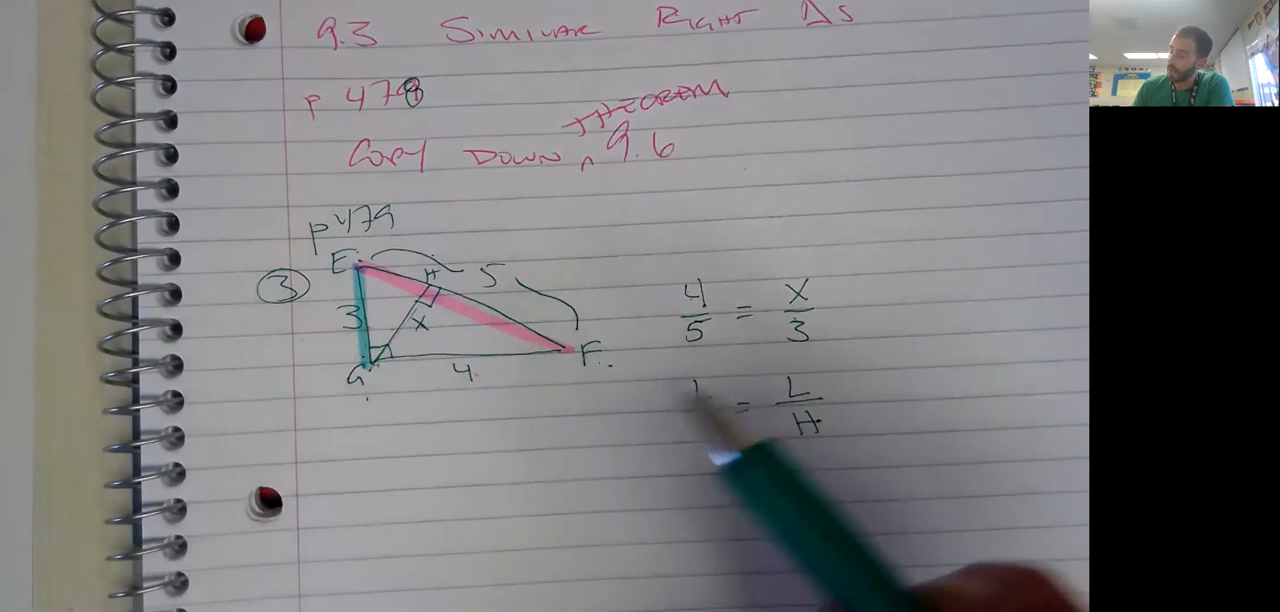 9.3 SIMILAR RIGHT ΔS
p 478
THEOREM
COPY DOWN ^ 9.6
p 479
3
E
H
5
3
x
F
G
4
4/5 = X/3
= L/H